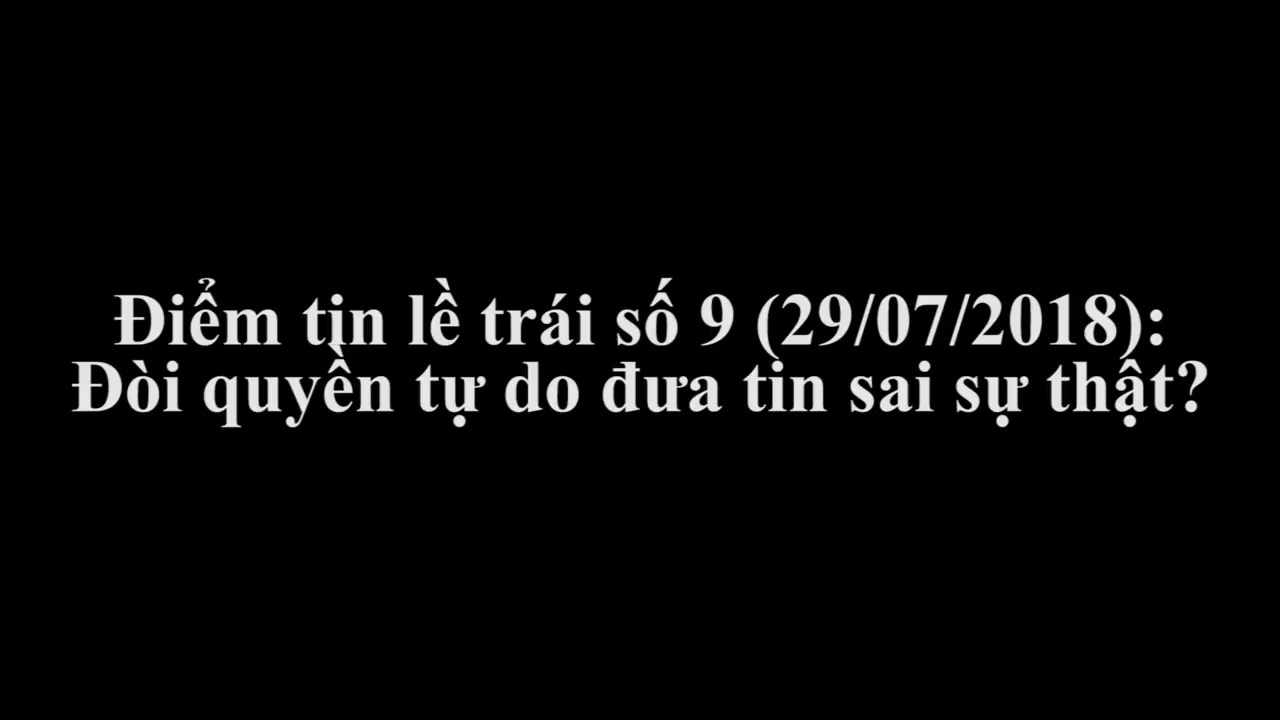 Điểm tin lề trái số 9 (29/07/2018):
Đòi quyền tự do đưa tin sai sự thật?